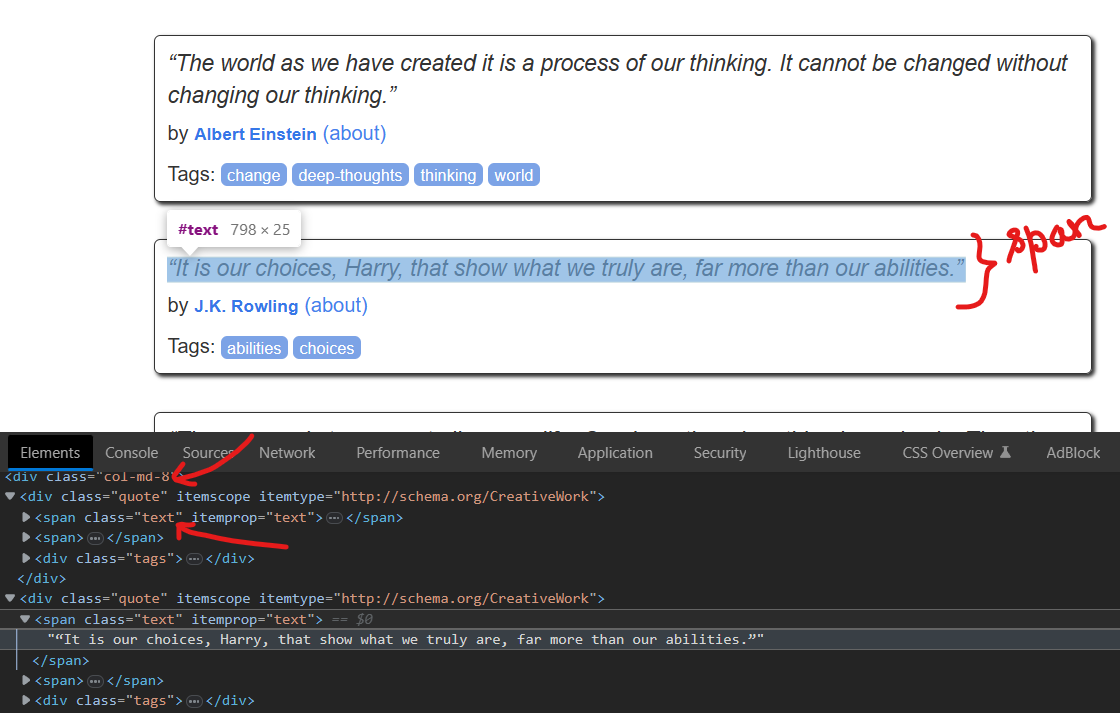 “The world as we have created it is a process of our thinking. It cannot be changed without
changing our thinking.”
by Albert Einstein (about)
Tags: change deep-thoughts thinking world
#text 798 × 25
span
“It is our choices, Harry, that show what we truly are, far more than our abilities.”
by J.K. Rowling (about)
Tags: abilities choices
Elements Console Sources Network Performance Memory Application Security Lighthouse CSS Overview AdBlock
<div class="col-md-8">
<div class="quote" itemscope itemtype="http://schema.org/CreativeWork">
<span class="text" itemprop="text">…</span>
<span>…</span>
<div class="tags">…</div>
</div>
<div class="quote" itemscope itemtype="http://schema.org/CreativeWork">
<span class="text" itemprop="text"> == $0
"“It is our choices, Harry, that show what we truly are, far more than our abilities.”"
</span>
<span>…</span>
<div class="tags">…</div>